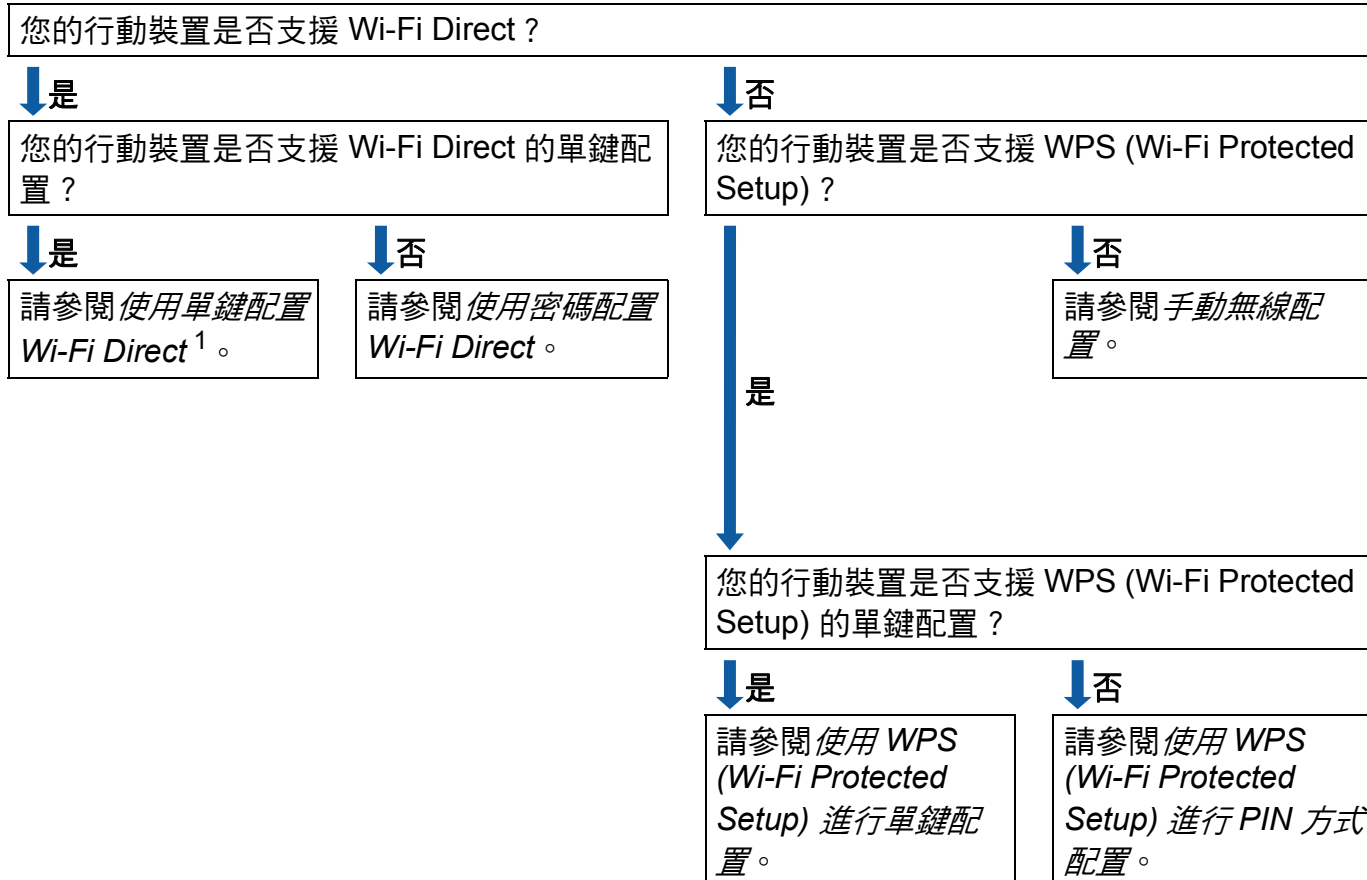 您的行動裝置是否支援 Wi-Fi Direct？
是
否
您的行動裝置是否支援 Wi-Fi Direct 的單鍵配
置？
您的行動裝置是否支援 WPS (Wi-Fi Protected
Setup)？
是
否
否
請參閱使用單鍵配置
Wi-Fi Direct 1。
請參閱使用密碼配置
Wi-Fi Direct。
請參閱手動無線配
置。
是
您的行動裝置是否支援 WPS (Wi-Fi Protected
Setup) 的單鍵配置？
是
否
請參閱使用 WPS
(Wi-Fi Protected
Setup) 進行單鍵配
置。
請參閱使用 WPS
(Wi-Fi Protected
Setup) 進行 PIN 方式
配置。